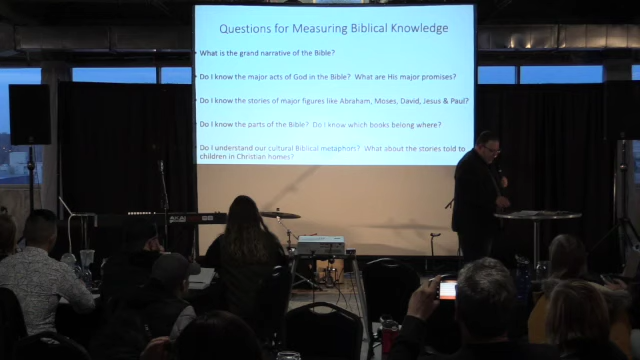 Questions for Measuring Biblical Knowledge
• What is the grand narrative of the Bible?
• Do I know the major acts of God in the Bible? What are His major promises?
• Do I know the stories of major figures like Abraham, Moses, David, Jesus & Paul?
• Do I know the parts of the Bible? Do I know which books belong where?
Do I understand our cultural Biblical metaphors? What about the stories told to
children in Christian homes?